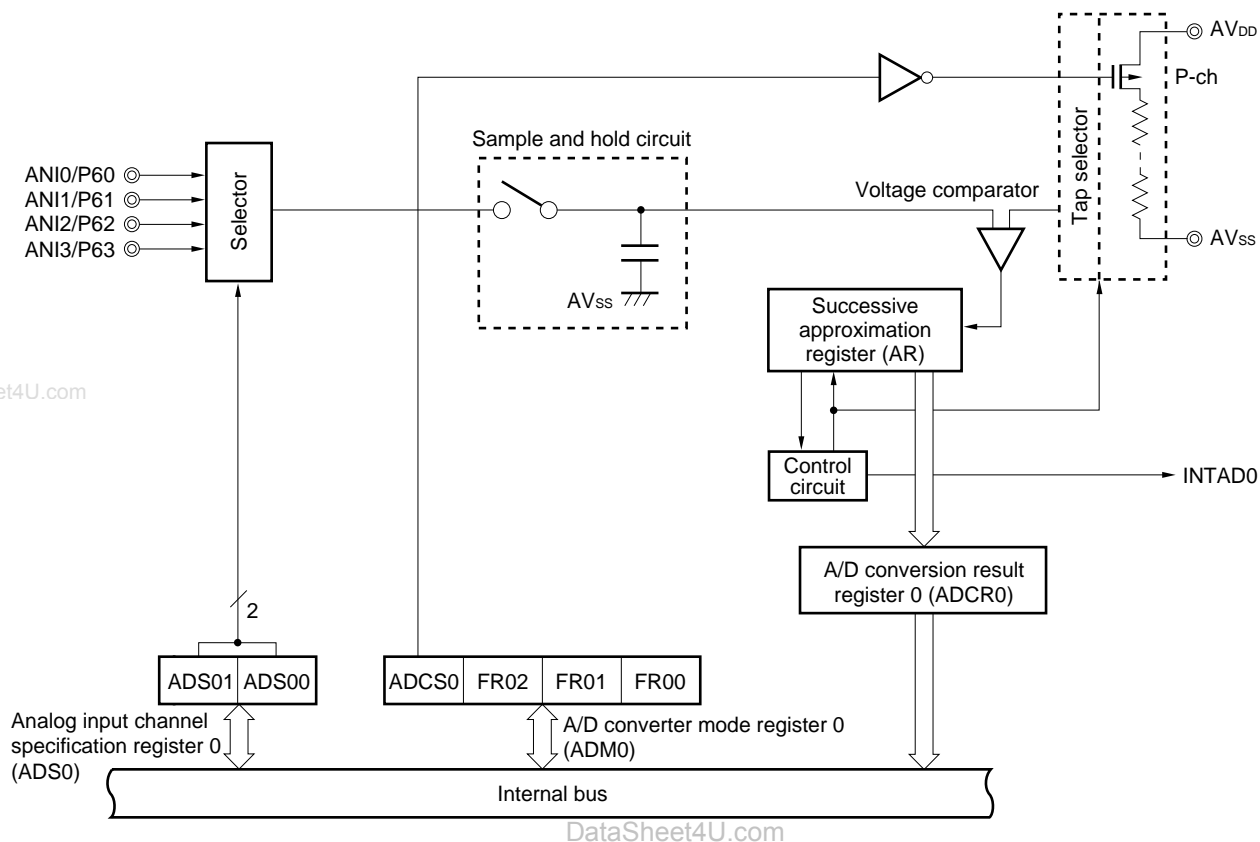 AVDD
P-ch
Tap selector
Sample and hold circuit
ANI0/P60
ANI1/P61
ANI2/P62
ANI3/P63
Selector
Voltage comparator
AVSS
AVSS
Successive
approximation
register (AR)
et4U.com
Control
circuit
INTAD0
A/D conversion result
register 0 (ADCR0)
2
ADS01
ADS00
ADCS0
FR02
FR01
FR00
Analog input channel
specification register 0
(ADS0)
A/D converter mode register 0
(ADM0)
Internal bus
DataSheet4U.com